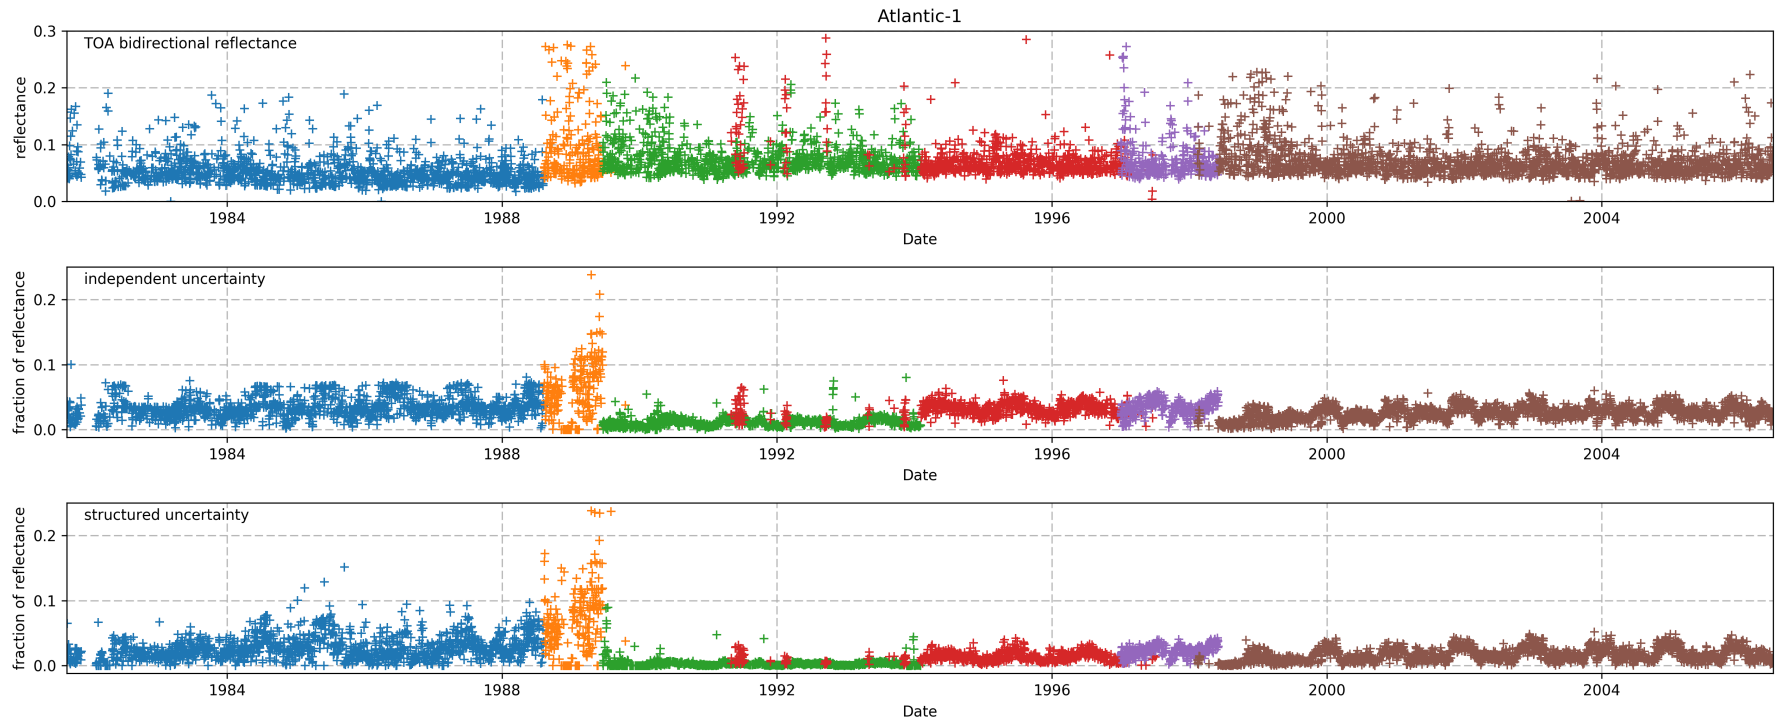 Atlantic-1
TOA bidirectional reflectance
reflectance
0.3
0.2
0.1
0.0
1984 1988 1992 1996 2000 2004
Date
independent uncertainty
fraction of reflectance
0.2
0.1
0.0
1984 1988 1992 1996 2000 2004
Date
structured uncertainty
fraction of reflectance
0.2
0.1
0.0
1984 1988 1992 1996 2000 2004
Date